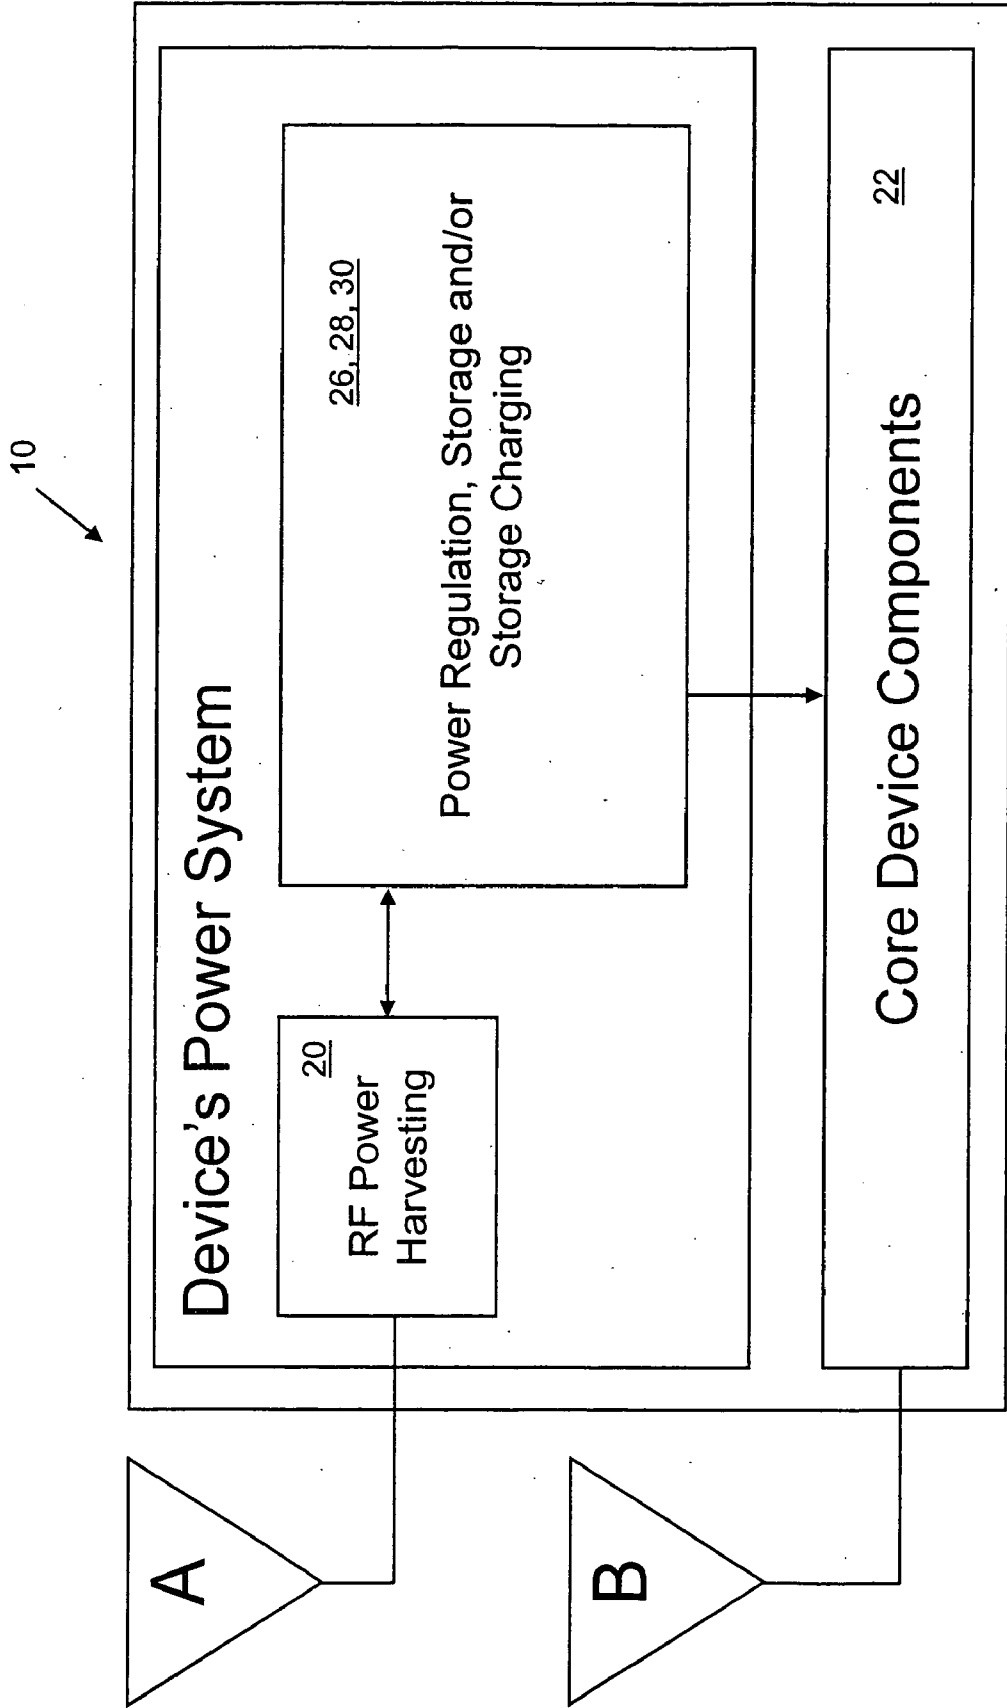 10
Device's Power System
A
20
RF Power
Harvesting
26, 28, 30
Power Regulation, Storage and/or
Storage Charging
B
Core Device Components
22